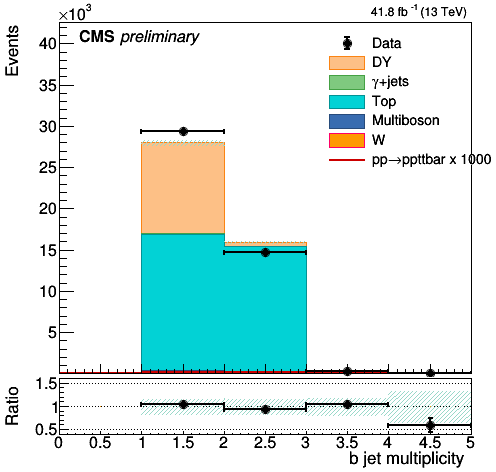 ×10³
41.8 fb⁻¹ (13 TeV)
Events
CMS preliminary
Data
DY
γ+jets
Top
Multiboson
W
pp→ppttbar x 1000
40
35
30
25
20
15
10
5
Ratio
1.5
1
0.5
0 0.5 1 1.5 2 2.5 3 3.5 4 4.5 5
b jet multiplicity